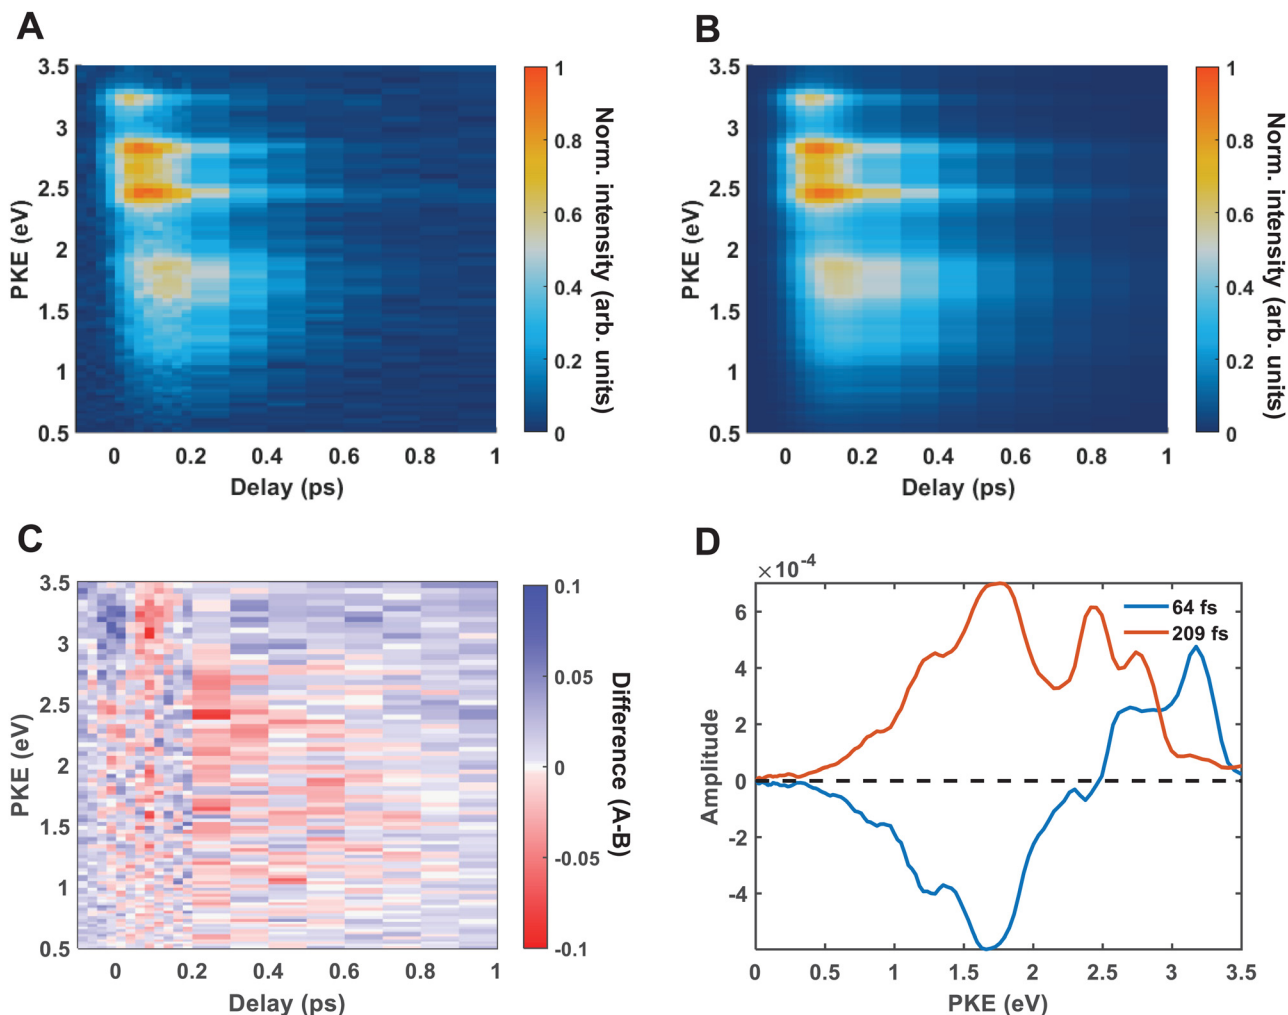 A
3.5
3
2.5
2
1.5
1
0.5
PKE (eV)
0 0.2 0.4 0.6 0.8 1
Delay (ps)
1
0.8
0.6
0.4
0.2
0
Norm. intensity (arb. units)
B
3.5
3
2.5
2
1.5
1
0.5
PKE (eV)
0 0.2 0.4 0.6 0.8 1
Delay (ps)
1
0.8
0.6
0.4
0.2
0
Norm. intensity (arb. units)
C
3.5
3
2.5
2
1.5
1
0.5
PKE (eV)
0 0.2 0.4 0.6 0.8 1
Delay (ps)
0.1
0.05
0
-0.05
-0.1
Difference (A-B)
D
×10-4
6
4
2
0
-2
-4
Amplitude
64 fs
209 fs
0 0.5 1 1.5 2 2.5 3 3.5
PKE (eV)